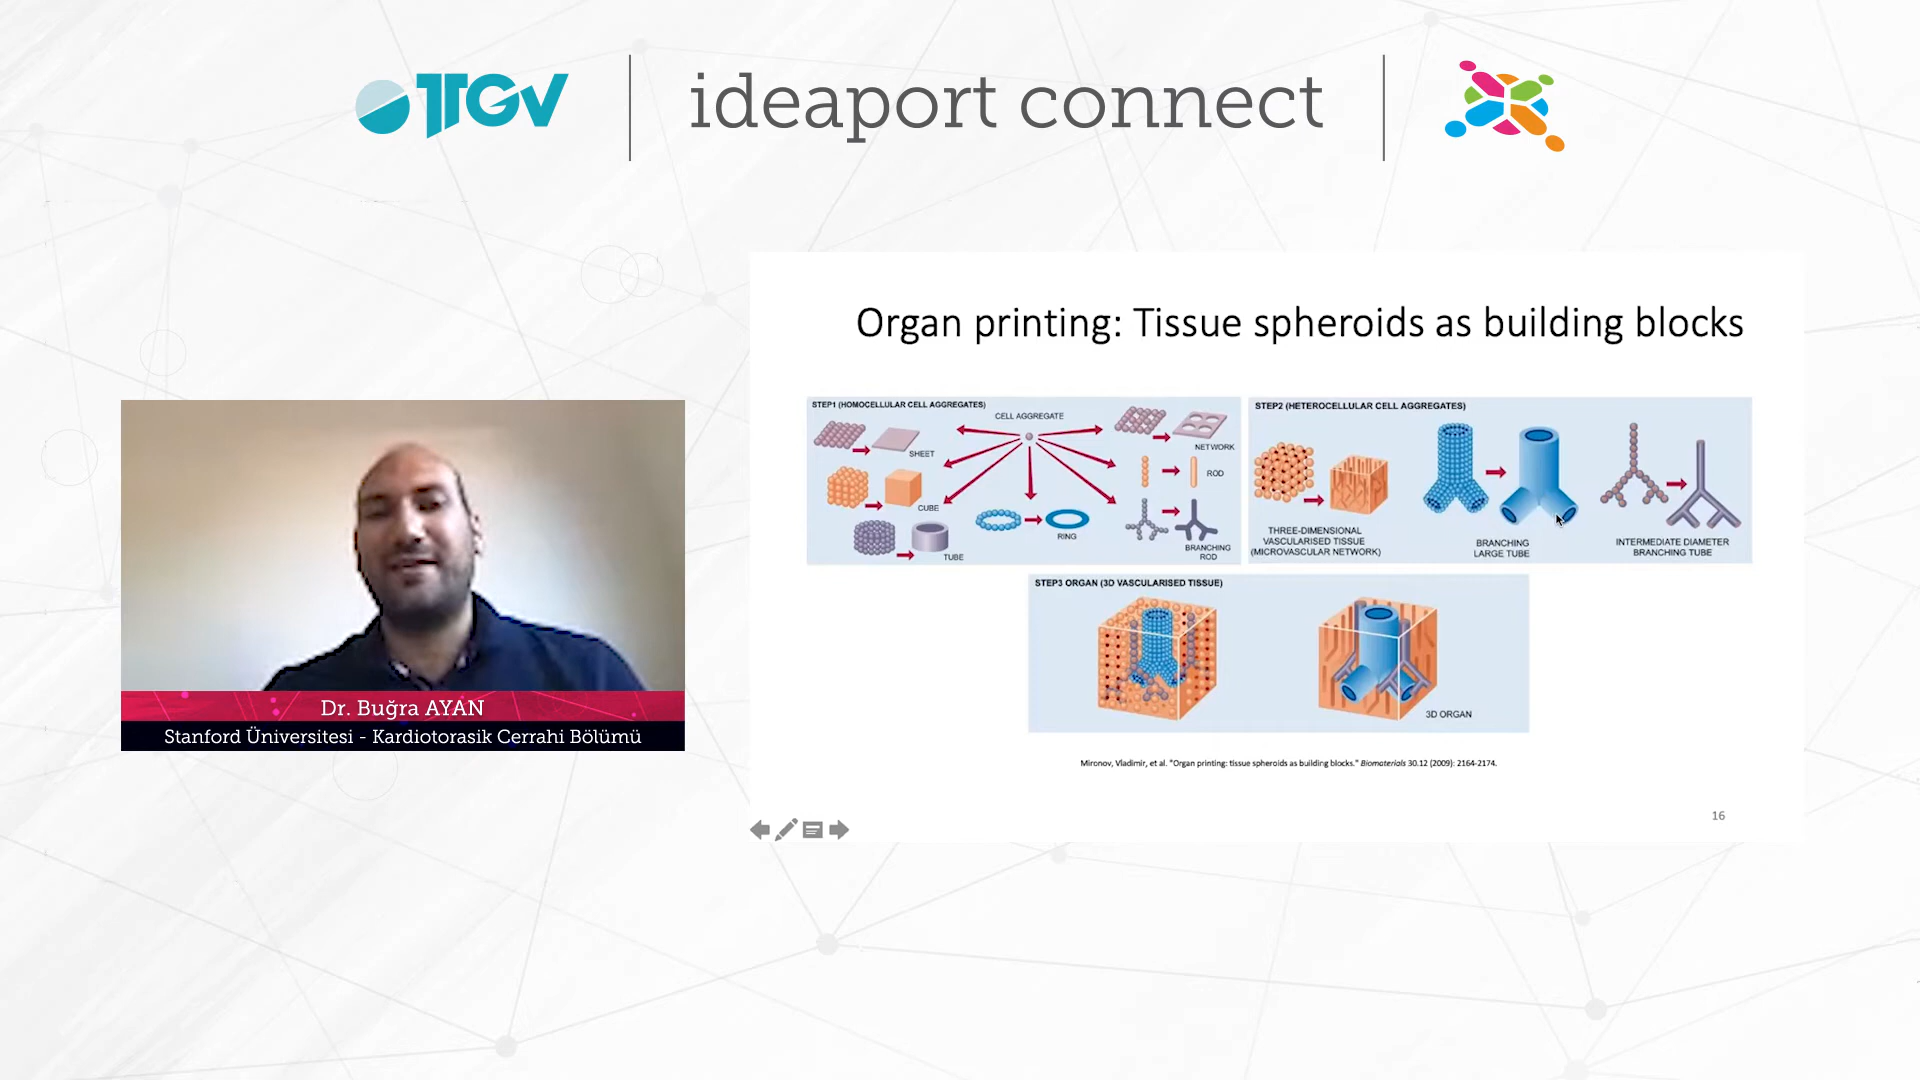 TTGV
ideaport connect
Organ printing: Tissue spheroids as building blocks
STEP1 (HOMOCELLULAR CELL AGGREGATES)
CELL AGGREGATE
SHEET
NETWORK
ROD
CUBE
RING
TUBE
BRANCHING
ROD
STEP2 (HETEROCELLULAR CELL AGGREGATES)
THREE-DIMENSIONAL
VASCULARISED TISSUE
(MICROVASCULAR NETWORK)
BRANCHING
LARGE TUBE
INTERMEDIATE DIAMETER
BRANCHING TUBE
STEP3 ORGAN (3D VASCULARISED TISSUE)
3D ORGAN
Mironov, Vladimir, et al. "Organ printing: tissue spheroids as building blocks." Biomaterials 30.12 (2009): 2164-2174.
16
Dr. Buğra AYAN
Stanford Üniversitesi - Kardiotorasik Cerrahi Bölümü